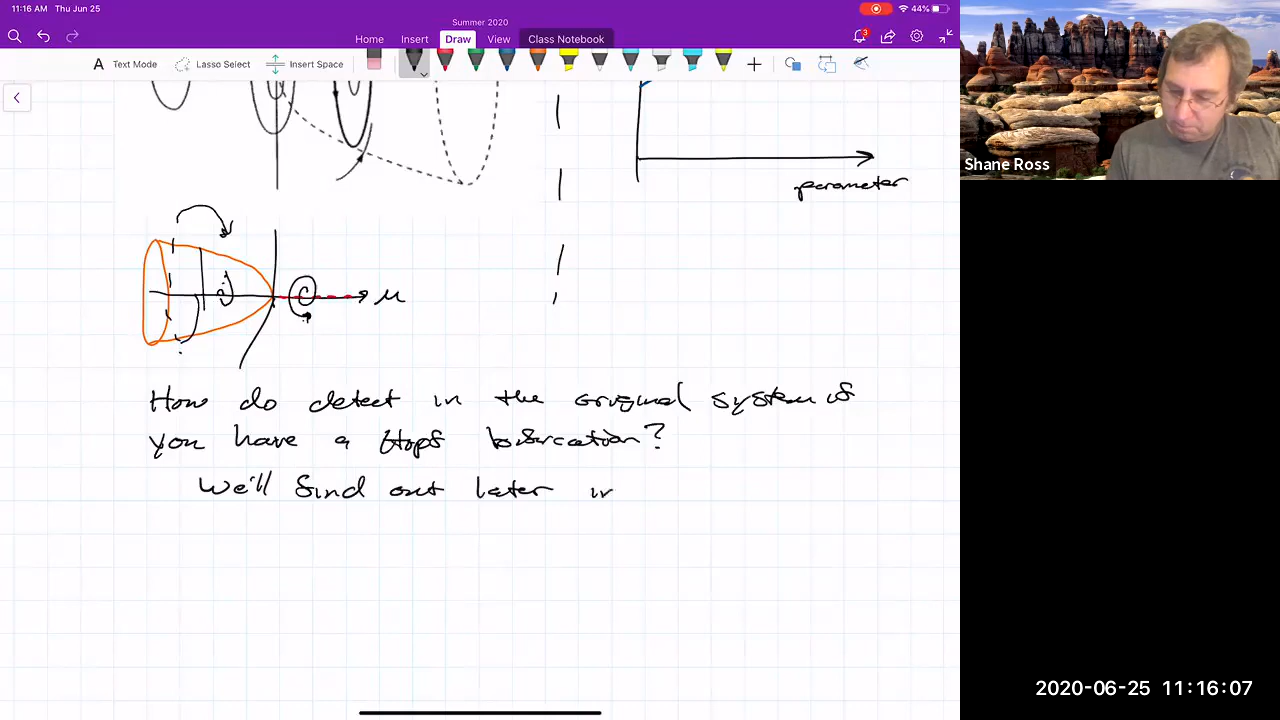 11:16 AM Thu Jun 25
44%
Summer 2020
Home Insert Draw View Class Notebook
3
A Text Mode Lasso Select Insert Space
Shane Ross
parameter
μ
How do detect in the original system if
you have a Hopf bifurcation?
We'll find out later in
2020-06-25 11:16:07